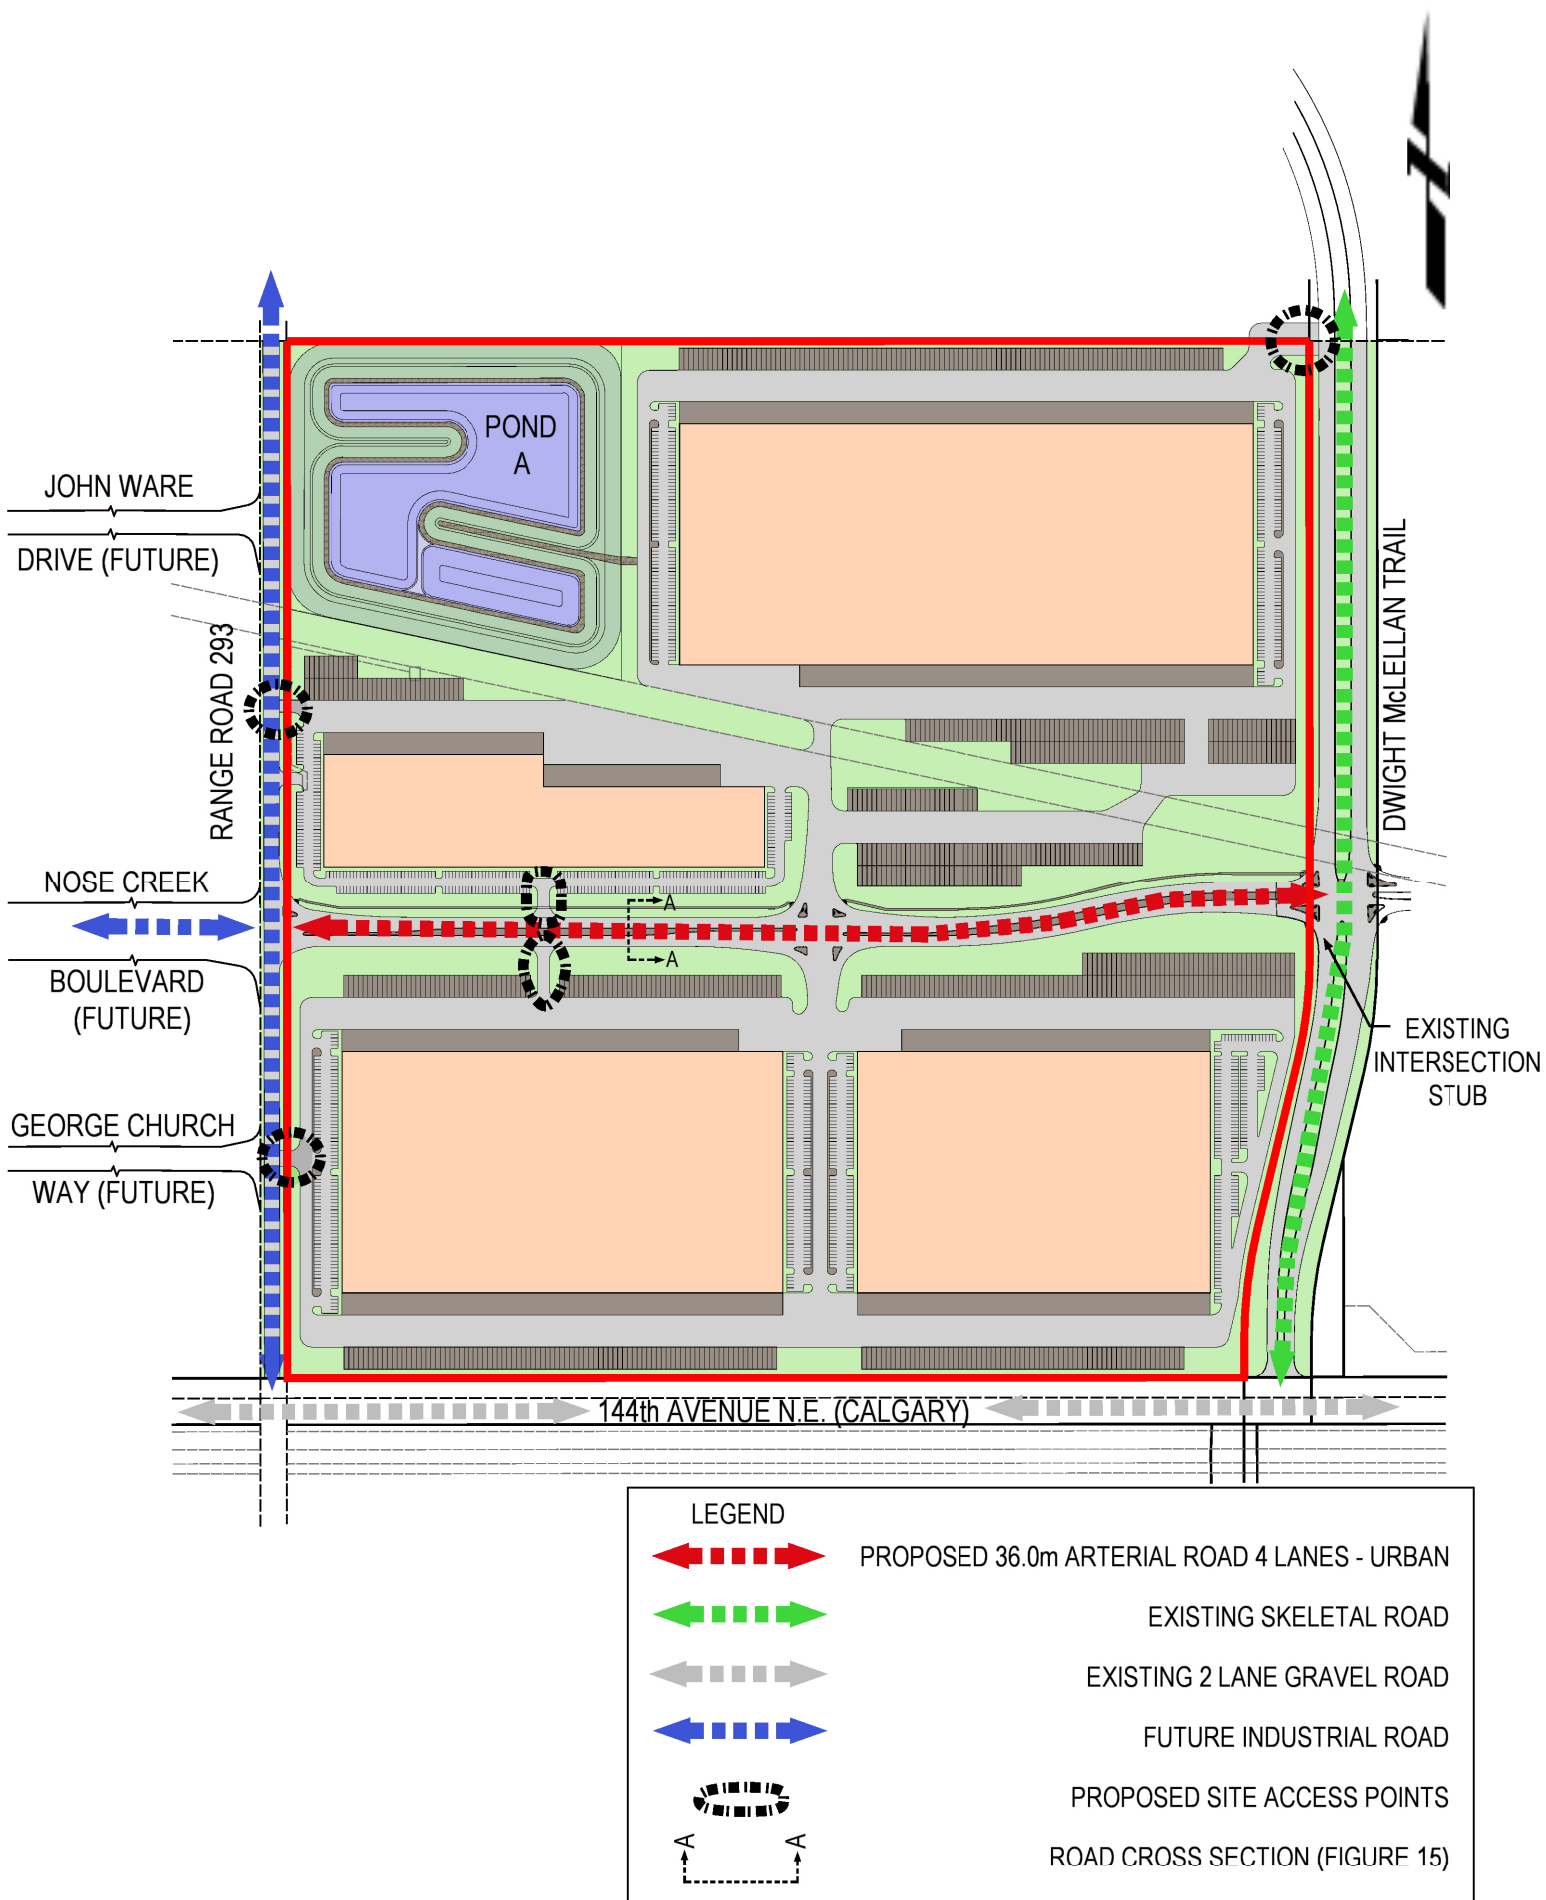 POND
A
JOHN WARE
DRIVE (FUTURE)
RANGE ROAD 293
DWIGHT McLELLAN TRAIL
NOSE CREEK
BOULEVARD
(FUTURE)
A
A
EXISTING
INTERSECTION
STUB
GEORGE CHURCH
WAY (FUTURE)
144th AVENUE N.E. (CALGARY)
LEGEND
PROPOSED 36.0m ARTERIAL ROAD 4 LANES - URBAN
EXISTING SKELETAL ROAD
EXISTING 2 LANE GRAVEL ROAD
FUTURE INDUSTRIAL ROAD
PROPOSED SITE ACCESS POINTS
A A
ROAD CROSS SECTION (FIGURE 15)